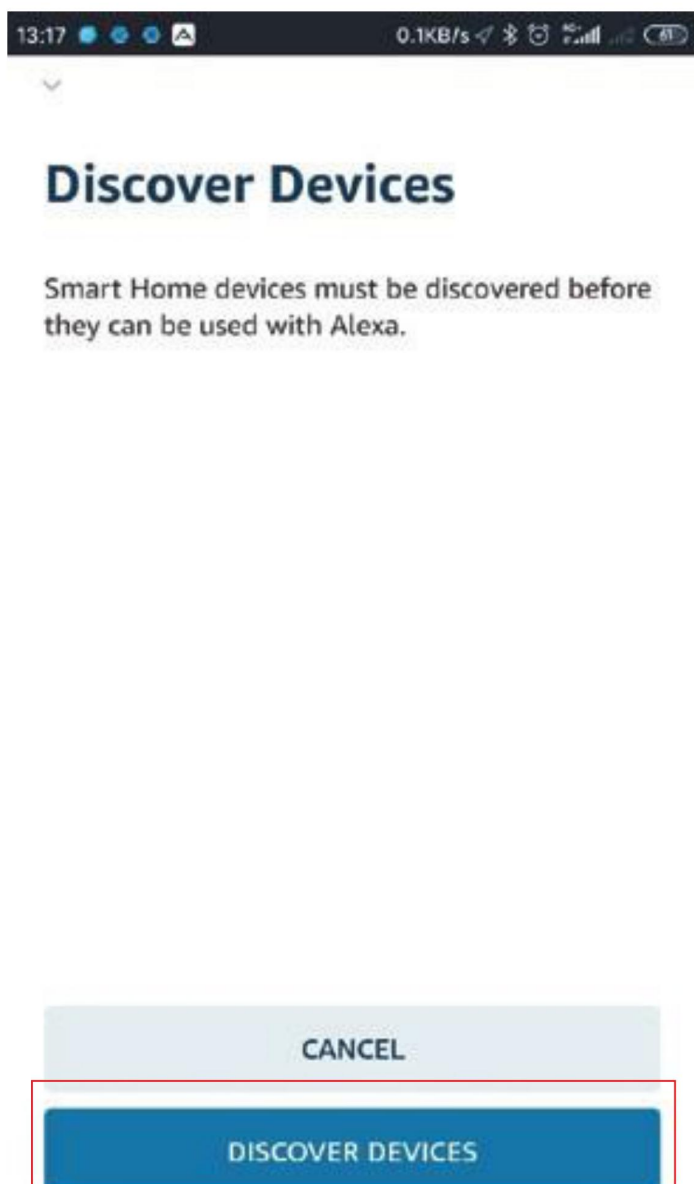 13:17 0.1KB/s 61
Discover Devices
Smart Home devices must be discovered before
they can be used with Alexa.
CANCEL
DISCOVER DEVICES